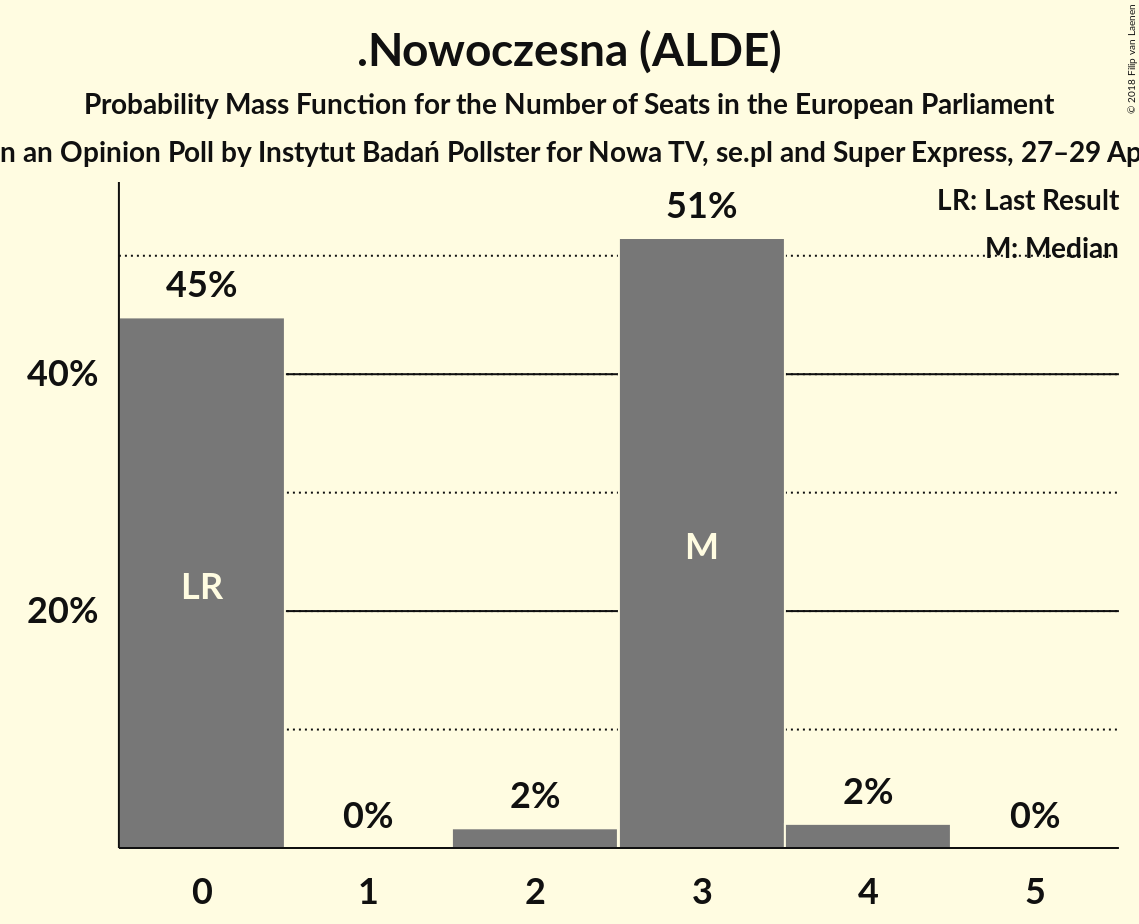 .Nowoczesna (ALDE)
Probability Mass Function for the Number of Seats in the European Parliament
n an Opinion Poll by Instytut Badań Pollster for Nowa TV, se.pl and Super Express, 27–29 Ap
© 2018 Filip van Laenen
LR: Last Result
M: Median
51%
45%
40%
20%
LR
M
0%
2%
2%
0%
0 1 2 3 4 5